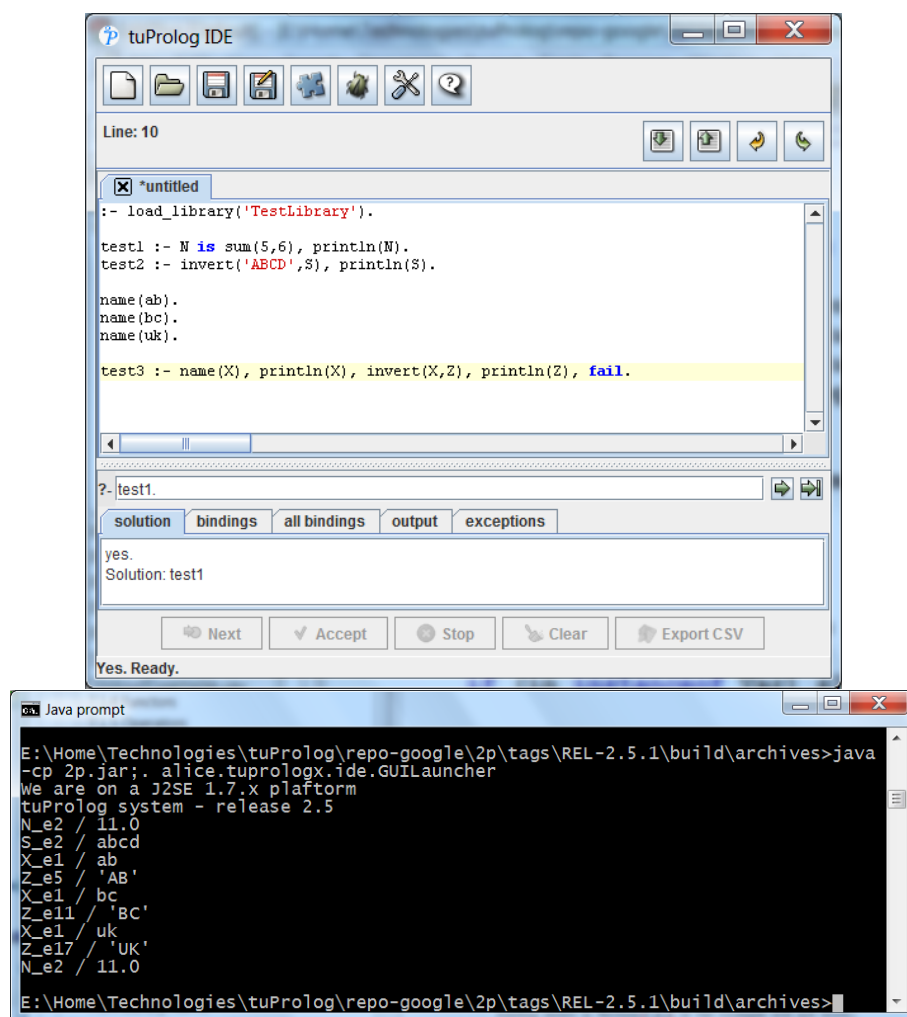 tuProlog IDE
Line: 10
*untitled
:- load_library('TestLibrary').
test1 :- N is sum(5,6), println(N).
test2 :- invert('ABCD',S), println(S).
name(ab).
name(bc).
name(uk).
test3 :- name(X), println(X), invert(X,Z), println(Z), fail.
?- test1.
solution bindings all bindings output exceptions
yes.
Solution: test1
Next Accept Stop Clear Export CSV
Yes. Ready.
Java prompt
E:\Home\Technologies\tuProlog\repo-google\2p\tags\REL-2.5.1\build\archives>java
-cp 2p.jar;. alice.tuprologx.ide.GUILauncher
We are on a J2SE 1.7.x plaftorm
tuProlog system - release 2.5
N_e2 / 11.0
S_e2 / abcd
X_e1 / ab
Z_e5 / 'AB'
X_e1 / bc
Z_e11 / 'BC'
X_e1 / uk
Z_e17 / 'UK'
N_e2 / 11.0
E:\Home\Technologies\tuProlog\repo-google\2p\tags\REL-2.5.1\build\archives>